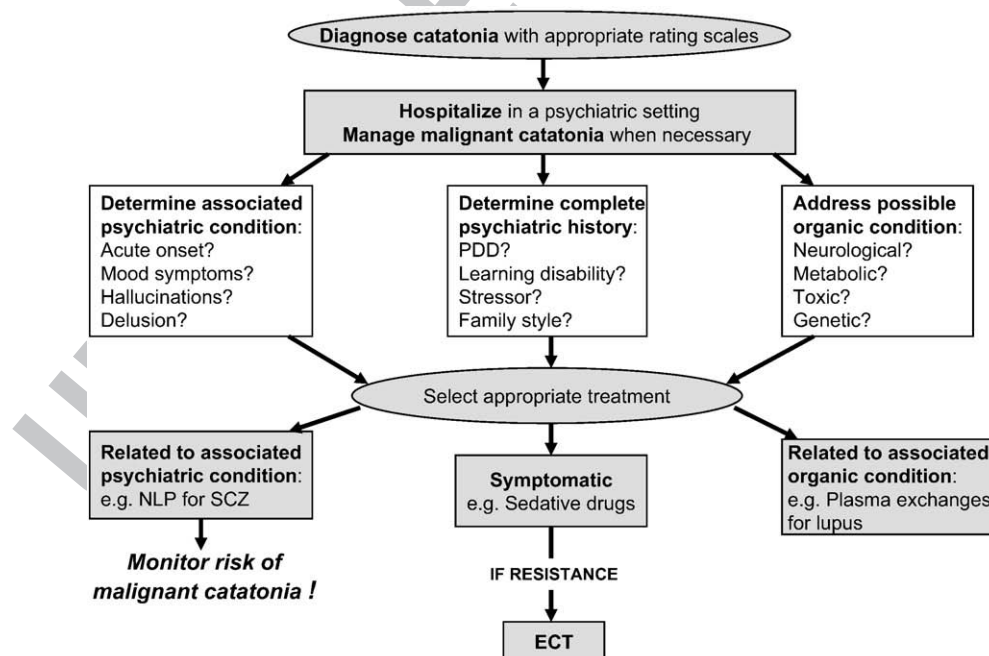 Diagnose catatonia with appropriate rating scales
Hospitalize in a psychiatric setting
Manage malignant catatonia when necessary
Determine associated
psychiatric condition:
Acute onset?
Mood symptoms?
Hallucinations?
Delusion?
Determine complete
psychiatric history:
PDD?
Learning disability?
Stressor?
Family style?
Address possible
organic condition:
Neurological?
Metabolic?
Toxic?
Genetic?
Select appropriate treatment
Related to associated
psychiatric condition:
e.g. NLP for SCZ
Monitor risk of
malignant catatonia !
Symptomatic
e.g. Sedative drugs
IF RESISTANCE
ECT
Related to associated
organic condition:
e.g. Plasma exchanges
for lupus